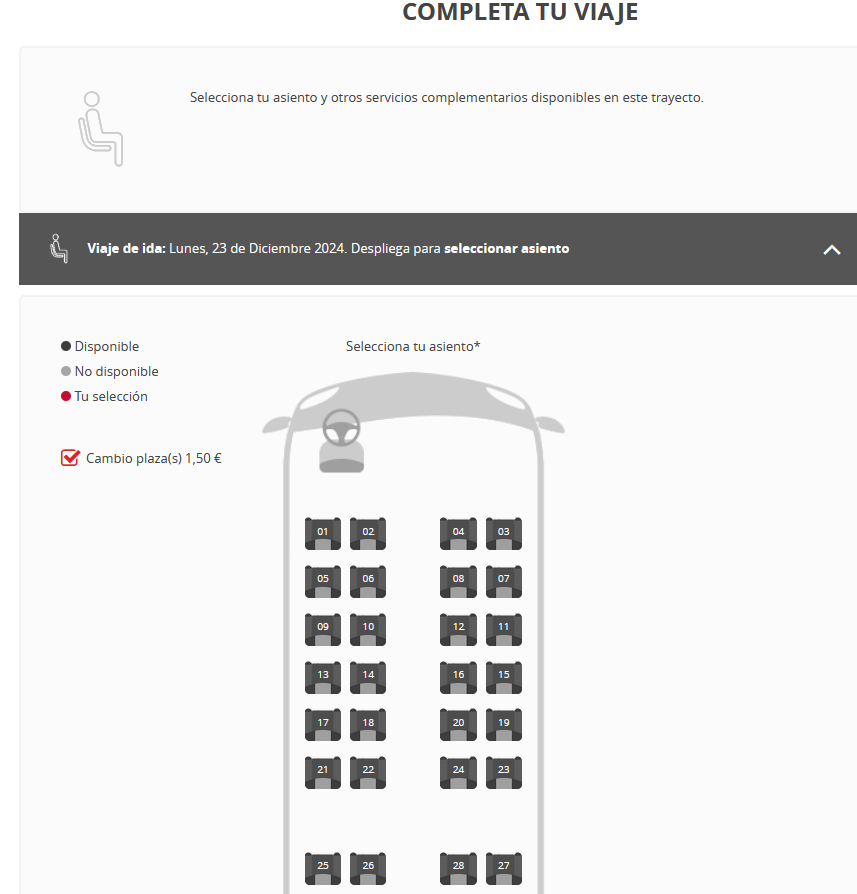 COMPLETA TU VIAJE
Selecciona tu asiento y otros servicios complementarios disponibles en este trayecto.
Viaje de ida: Lunes, 23 de Diciembre 2024. Despliega para seleccionar asiento
Disponible
No disponible
Tu selección
Cambio plaza(s) 1,50 €
Selecciona tu asiento*
01 02 04 03
05 06 08 07
09 10 12 11
13 14 16 15
17 18 20 19
21 22 24 23
25 26 28 27